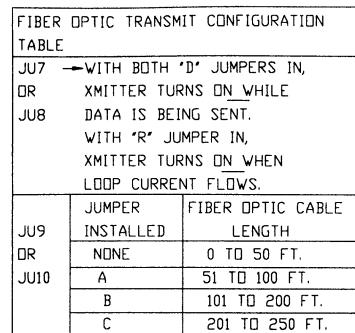 FIBER OPTIC TRANSMIT CONFIGURATION
TABLE
JU7 → WITH BOTH "D" JUMPERS IN,
OR XMITTER TURNS ON WHILE
JU8 DATA IS BEING SENT.
WITH "R" JUMPER IN,
XMITTER TURNS ON WHEN
LOOP CURRENT FLOWS.
JUMPER FIBER OPTIC CABLE
JU9 INSTALLED LENGTH
OR NONE 0 TO 50 FT.
JU10 A 51 TO 100 FT.
B 101 TO 200 FT.
C 201 TO 250 FT.